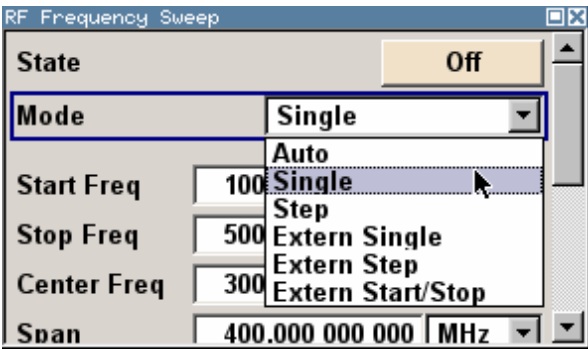 RF Frequency Sweep
State Off
Mode Single
Auto
Start Freq 100 Single
Step
Stop Freq 500 Extern Single
Extern Step
Center Freq 300 Extern Start/Stop
Span 400.000 000 000 MHz